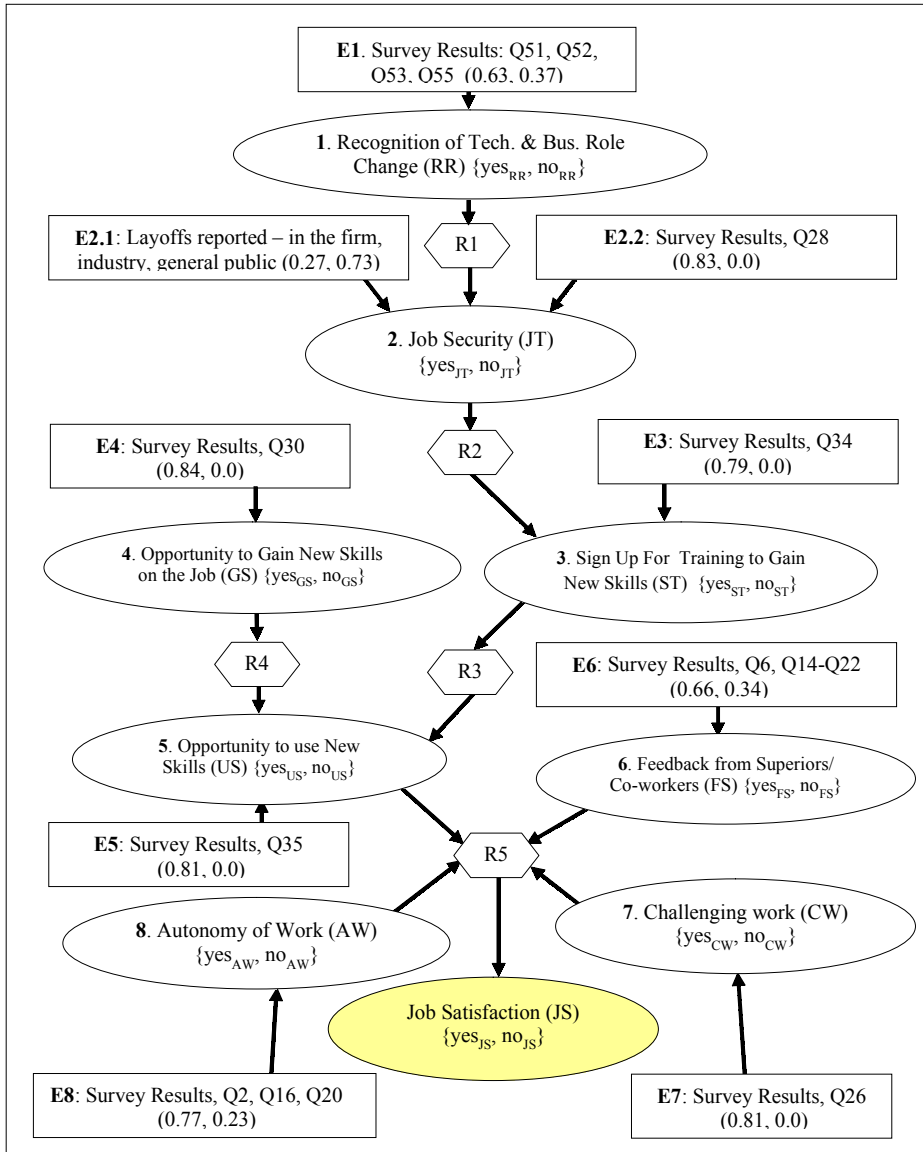 E1. Survey Results: Q51, Q52,
Q53, Q55 (0.63, 0.37)
1. Recognition of Tech. & Bus. Role
Change (RR) {yesRR, noRR}
E2.1: Layoffs reported – in the firm,
industry, general public (0.27, 0.73)
R1
E2.2: Survey Results, Q28
(0.83, 0.0)
2. Job Security (JT)
{yesJT, noJT}
E4: Survey Results, Q30
(0.84, 0.0)
R2
E3: Survey Results, Q34
(0.79, 0.0)
4. Opportunity to Gain New Skills
on the Job (GS) {yesGS, noGS}
3. Sign Up For Training to Gain
New Skills (ST) {yesST, noST}
R4
R3
E6: Survey Results, Q6, Q14-Q22
(0.66, 0.34)
5. Opportunity to use New
Skills (US) {yesUS, noUS}
6. Feedback from Superiors/
Co-workers (FS) {yesFS, noFS}
E5: Survey Results, Q35
(0.81, 0.0)
R5
8. Autonomy of Work (AW)
{yesAW, noAW}
7. Challenging work (CW)
{yesCW, noCW}
Job Satisfaction (JS)
{yesJS, noJS}
E8: Survey Results, Q2, Q16, Q20
(0.77, 0.23)
E7: Survey Results, Q26
(0.81, 0.0)